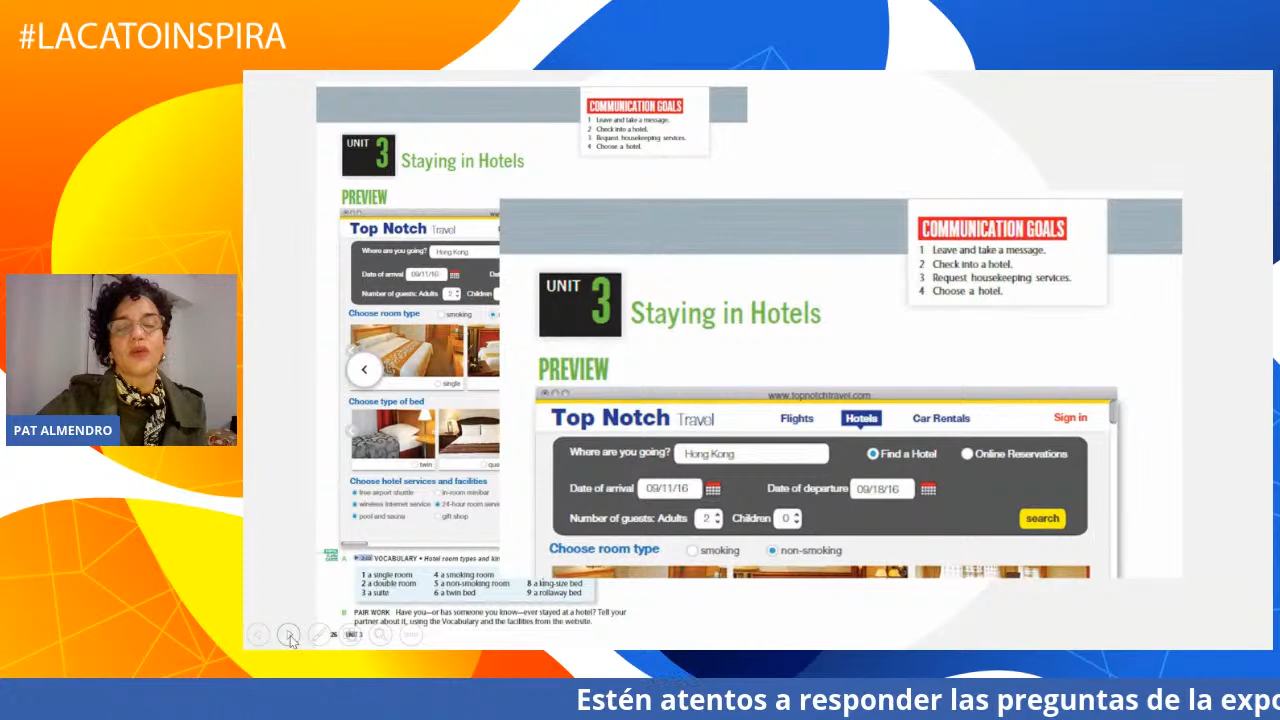 #LACATOINSPIRA
COMMUNICATION GOALS
1 Leave and take a message.
2 Check into a hotel.
3 Request housekeeping services.
4 Choose a hotel.
UNIT 3 Staying in Hotels
PREVIEW
Top Notch Travel
Where are you going? Hong Kong
Date of arrival 09/11/16
Number of guests: Adults 2 Children
Choose room type smoking
single
Choose type of bed
twin
Choose hotel services and facilities
free airport shuttle in-room minibar
wireless Internet service 24-hour room
pool and sauna gift shop
A VOCABULARY • Hotel room types and
1 a single room 4 a smoking room
2 a double room 5 a non-smoking room 8 a king-size bed
3 a suite 6 a twin bed 9 a rollaway bed
B PAIR WORK Have you—or has someone you know—ever stayed at a hotel? Tell your
partner about it, using the Vocabulary and the facilities from the website.
26 UNIT 3
COMMUNICATION GOALS
1 Leave and take a message.
2 Check into a hotel.
3 Request housekeeping services.
4 Choose a hotel.
UNIT 3 Staying in Hotels
PREVIEW
www.topnotchtravel.com
Top Notch Travel Flights Hotels Car Rentals Sign in
Where are you going? Hong Kong Find a Hotel Online Reservations
Date of arrival 09/11/16 Date of departure 09/18/16
Number of guests: Adults 2 Children 0 search
Choose room type smoking non-smoking
PAT ALMENDRO
Estén atentos a responder las preguntas de la expo